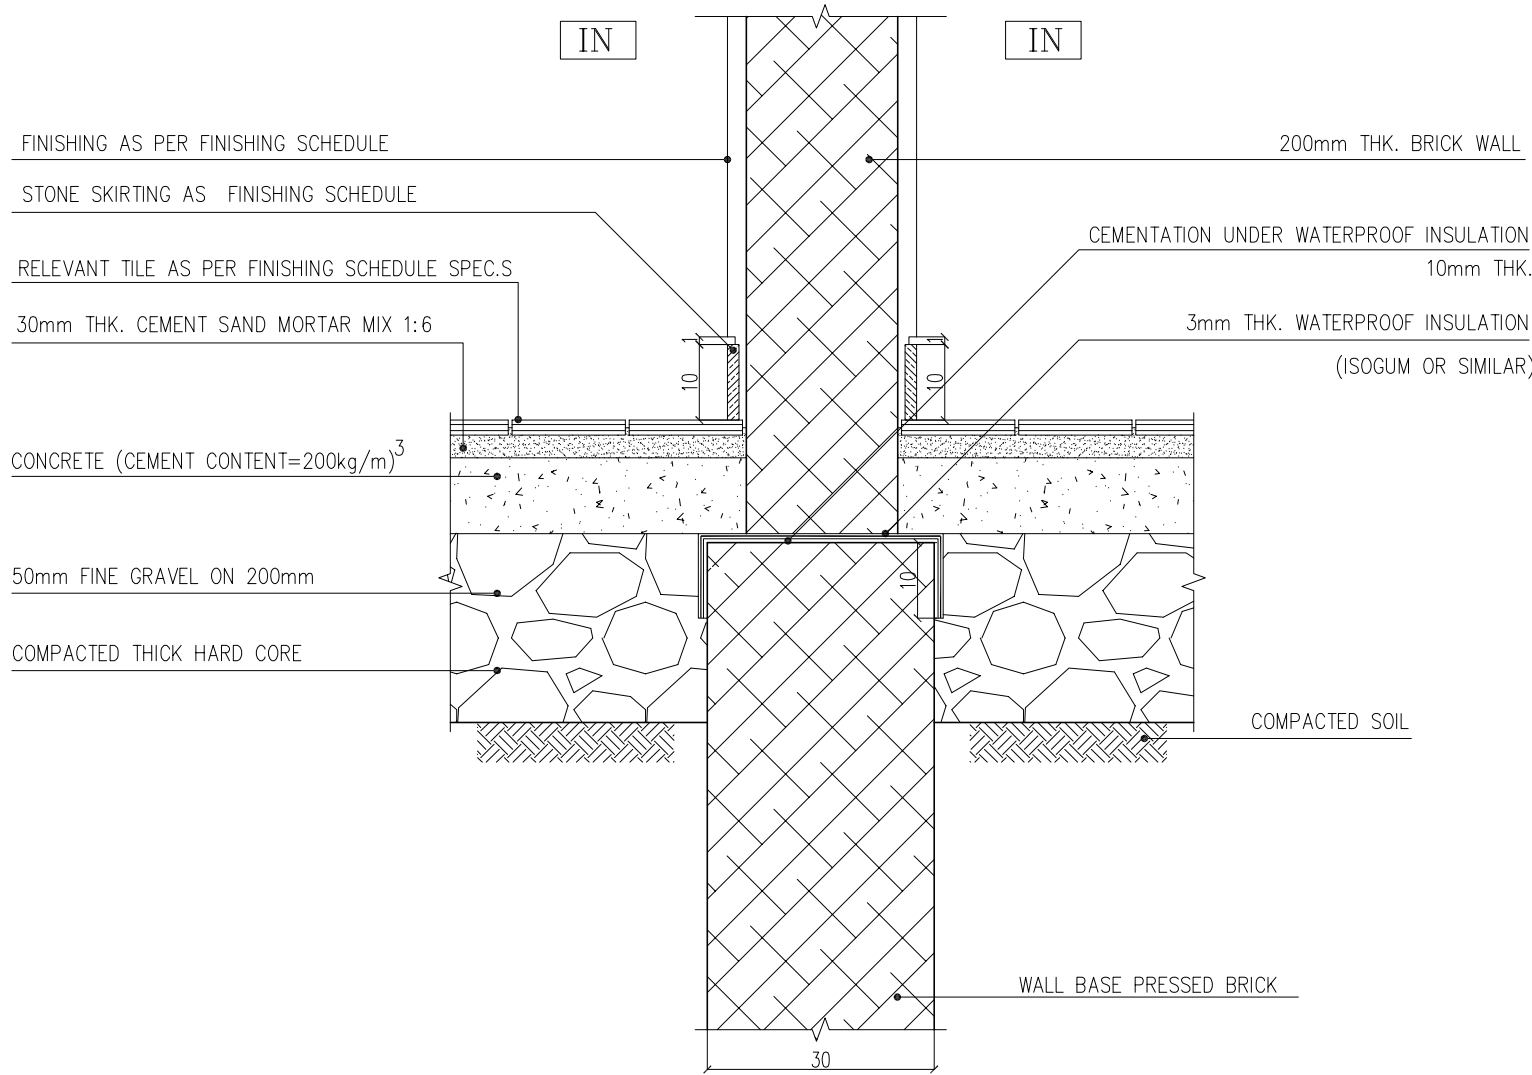 IN
IN
FINISHING AS PER FINISHING SCHEDULE
200mm THK. BRICK WALL
STONE SKIRTING AS FINISHING SCHEDULE
CEMENTATION UNDER WATERPROOF INSULATION
10mm THK.
RELEVANT TILE AS PER FINISHING SCHEDULE SPEC.S
30mm THK. CEMENT SAND MORTAR MIX 1:6
3mm THK. WATERPROOF INSULATION
(ISOGUM OR SIMILAR)
1
1
10
10
CONCRETE (CEMENT CONTENT=200kg/m)3
50mm FINE GRAVEL ON 200mm
10
COMPACTED THICK HARD CORE
COMPACTED SOIL
WALL BASE PRESSED BRICK
30